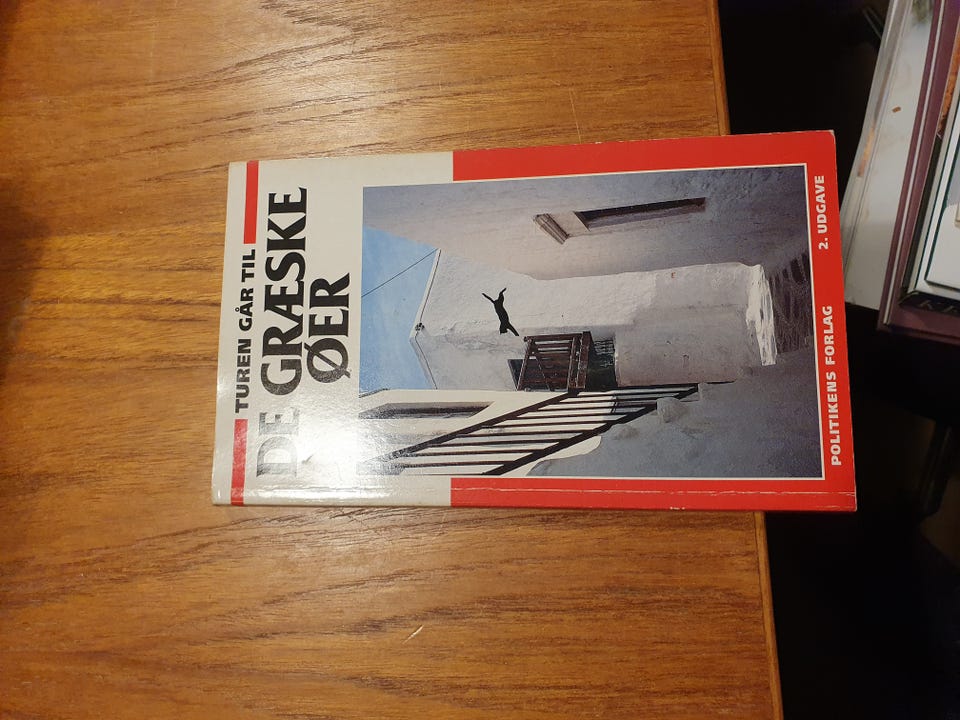 TUREN GÅR TIL
DE GRÆSKE
ØER
POLITIKENS FORLAG
2. UDGAVE